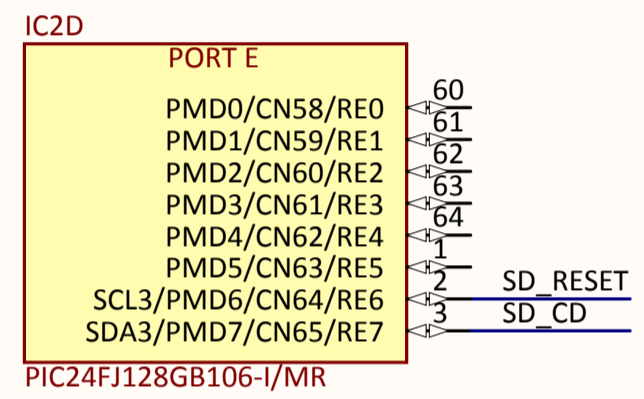 IC2D
PORT E
PMD0/CN58/RE0 60
PMD1/CN59/RE1 61
PMD2/CN60/RE2 62
PMD3/CN61/RE3 63
PMD4/CN62/RE4 64
PMD5/CN63/RE5 1
SCL3/PMD6/CN64/RE6 2 SD_RESET
SDA3/PMD7/CN65/RE7 3 SD_CD
PIC24FJ128GB106-I/MR